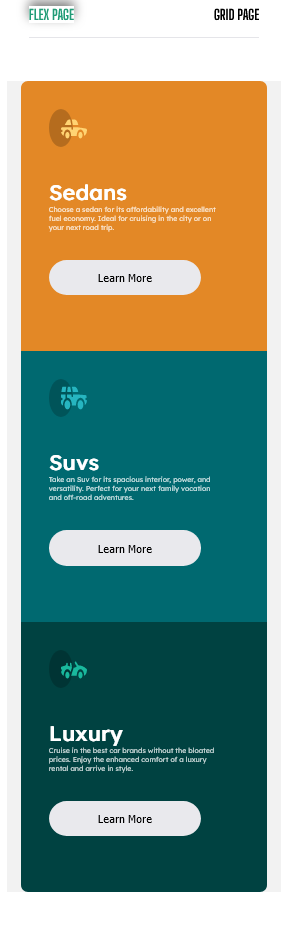 FLEX PAGE
GRID PAGE
Sedans
Choose a sedan for its affordability and excellent
fuel economy. Ideal for cruising in the city or on
your next road trip.
Learn More
Suvs
Take an Suv for its spacious interior, power, and
versatility. Perfect for your next family vocation
and off-road adventures.
Learn More
Luxury
Cruise in the best car brands without the bloated
prices. Enjoy the enhanced comfort of a luxury
rental and arrive in style.
Learn More